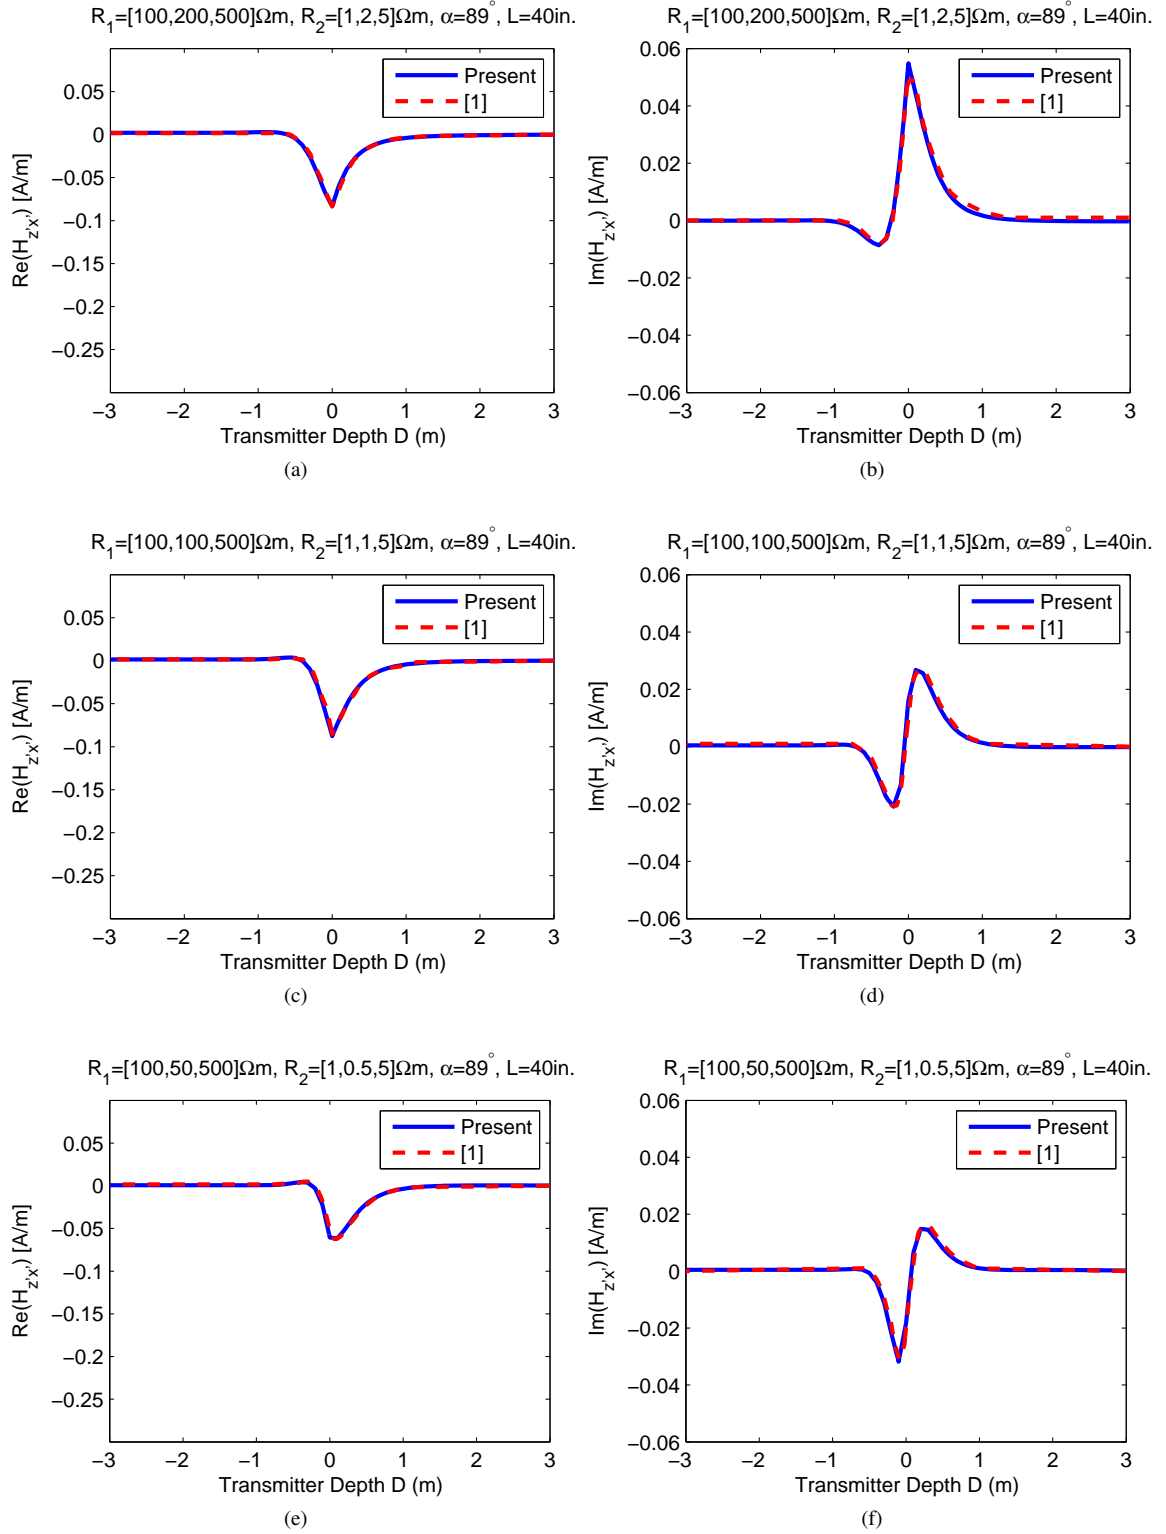 R1=[100,200,500]Ωm, R2=[1,2,5]Ωm, α=89°, L=40in.
0.05
0
−0.05
−0.1
−0.15
−0.2
−0.25
Re(Hz'x') [A/m]
Present
[1]
−3 −2 −1 0 1 2 3
Transmitter Depth D (m)
(a)
R1=[100,200,500]Ωm, R2=[1,2,5]Ωm, α=89°, L=40in.
0.06
0.04
0.02
0
−0.02
−0.04
−0.06
Im(Hz'x') [A/m]
Present
[1]
−3 −2 −1 0 1 2 3
Transmitter Depth D (m)
(b)
R1=[100,100,500]Ωm, R2=[1,1,5]Ωm, α=89°, L=40in.
0.05
0
−0.05
−0.1
−0.15
−0.2
−0.25
Re(Hz'x') [A/m]
Present
[1]
−3 −2 −1 0 1 2 3
Transmitter Depth D (m)
(c)
R1=[100,100,500]Ωm, R2=[1,1,5]Ωm, α=89°, L=40in.
0.06
0.04
0.02
0
−0.02
−0.04
−0.06
Im(Hz'x') [A/m]
Present
[1]
−3 −2 −1 0 1 2 3
Transmitter Depth D (m)
(d)
R1=[100,50,500]Ωm, R2=[1,0.5,5]Ωm, α=89°, L=40in.
0.05
0
−0.05
−0.1
−0.15
−0.2
−0.25
Re(Hz'x') [A/m]
Present
[1]
−3 −2 −1 0 1 2 3
Transmitter Depth D (m)
(e)
R1=[100,50,500]Ωm, R2=[1,0.5,5]Ωm, α=89°, L=40in.
0.06
0.04
0.02
0
−0.02
−0.04
−0.06
Im(Hz'x') [A/m]
Present
[1]
−3 −2 −1 0 1 2 3
Transmitter Depth D (m)
(f)